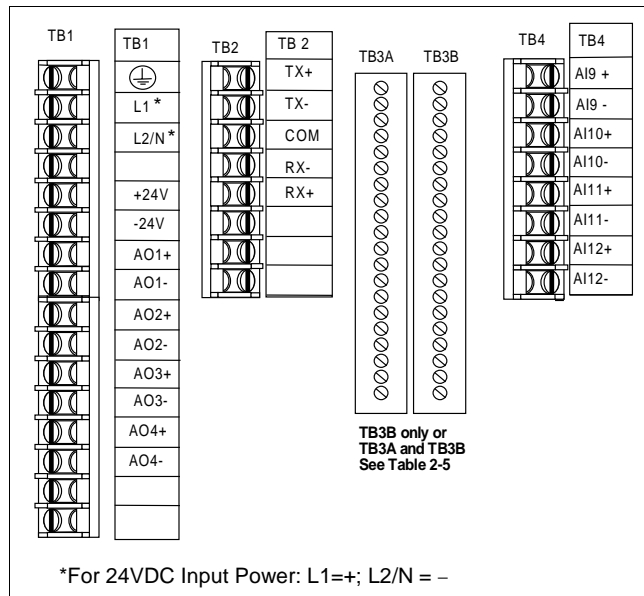 TB1
TB1
L1 *
L2/N *
+24V
-24V
AO1+
AO1-
AO2+
AO2-
AO3+
AO3-
AO4+
AO4-
TB2
TB 2
TX+
TX-
COM
RX-
RX+
TB3A
TB3B
TB3B only or
TB3A and TB3B
See Table 2-5
TB4
TB4
AI9 +
AI9 -
AI10+
AI10-
AI11+
AI11-
AI12+
AI12-
*For 24VDC Input Power: L1=+; L2/N = −